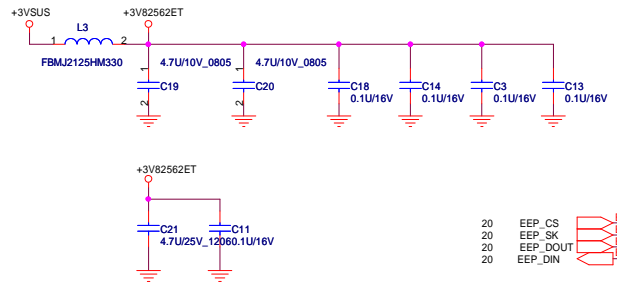 +3VSUS +3V82562ET
L3
1 2
FBMJ2125HM330 4.7U/10V_0805 4.7U/10V_0805
1 1
C19 C20 C18 C14 C3 C13
0.1U/16V 0.1U/16V 0.1U/16V 0.1U/16V
2 2
+3V82562ET
C21 C11
4.7U/25V_1206 0.1U/16V
20 EEP_CS
20 EEP_SK
20 EEP_DOUT
20 EEP_DIN